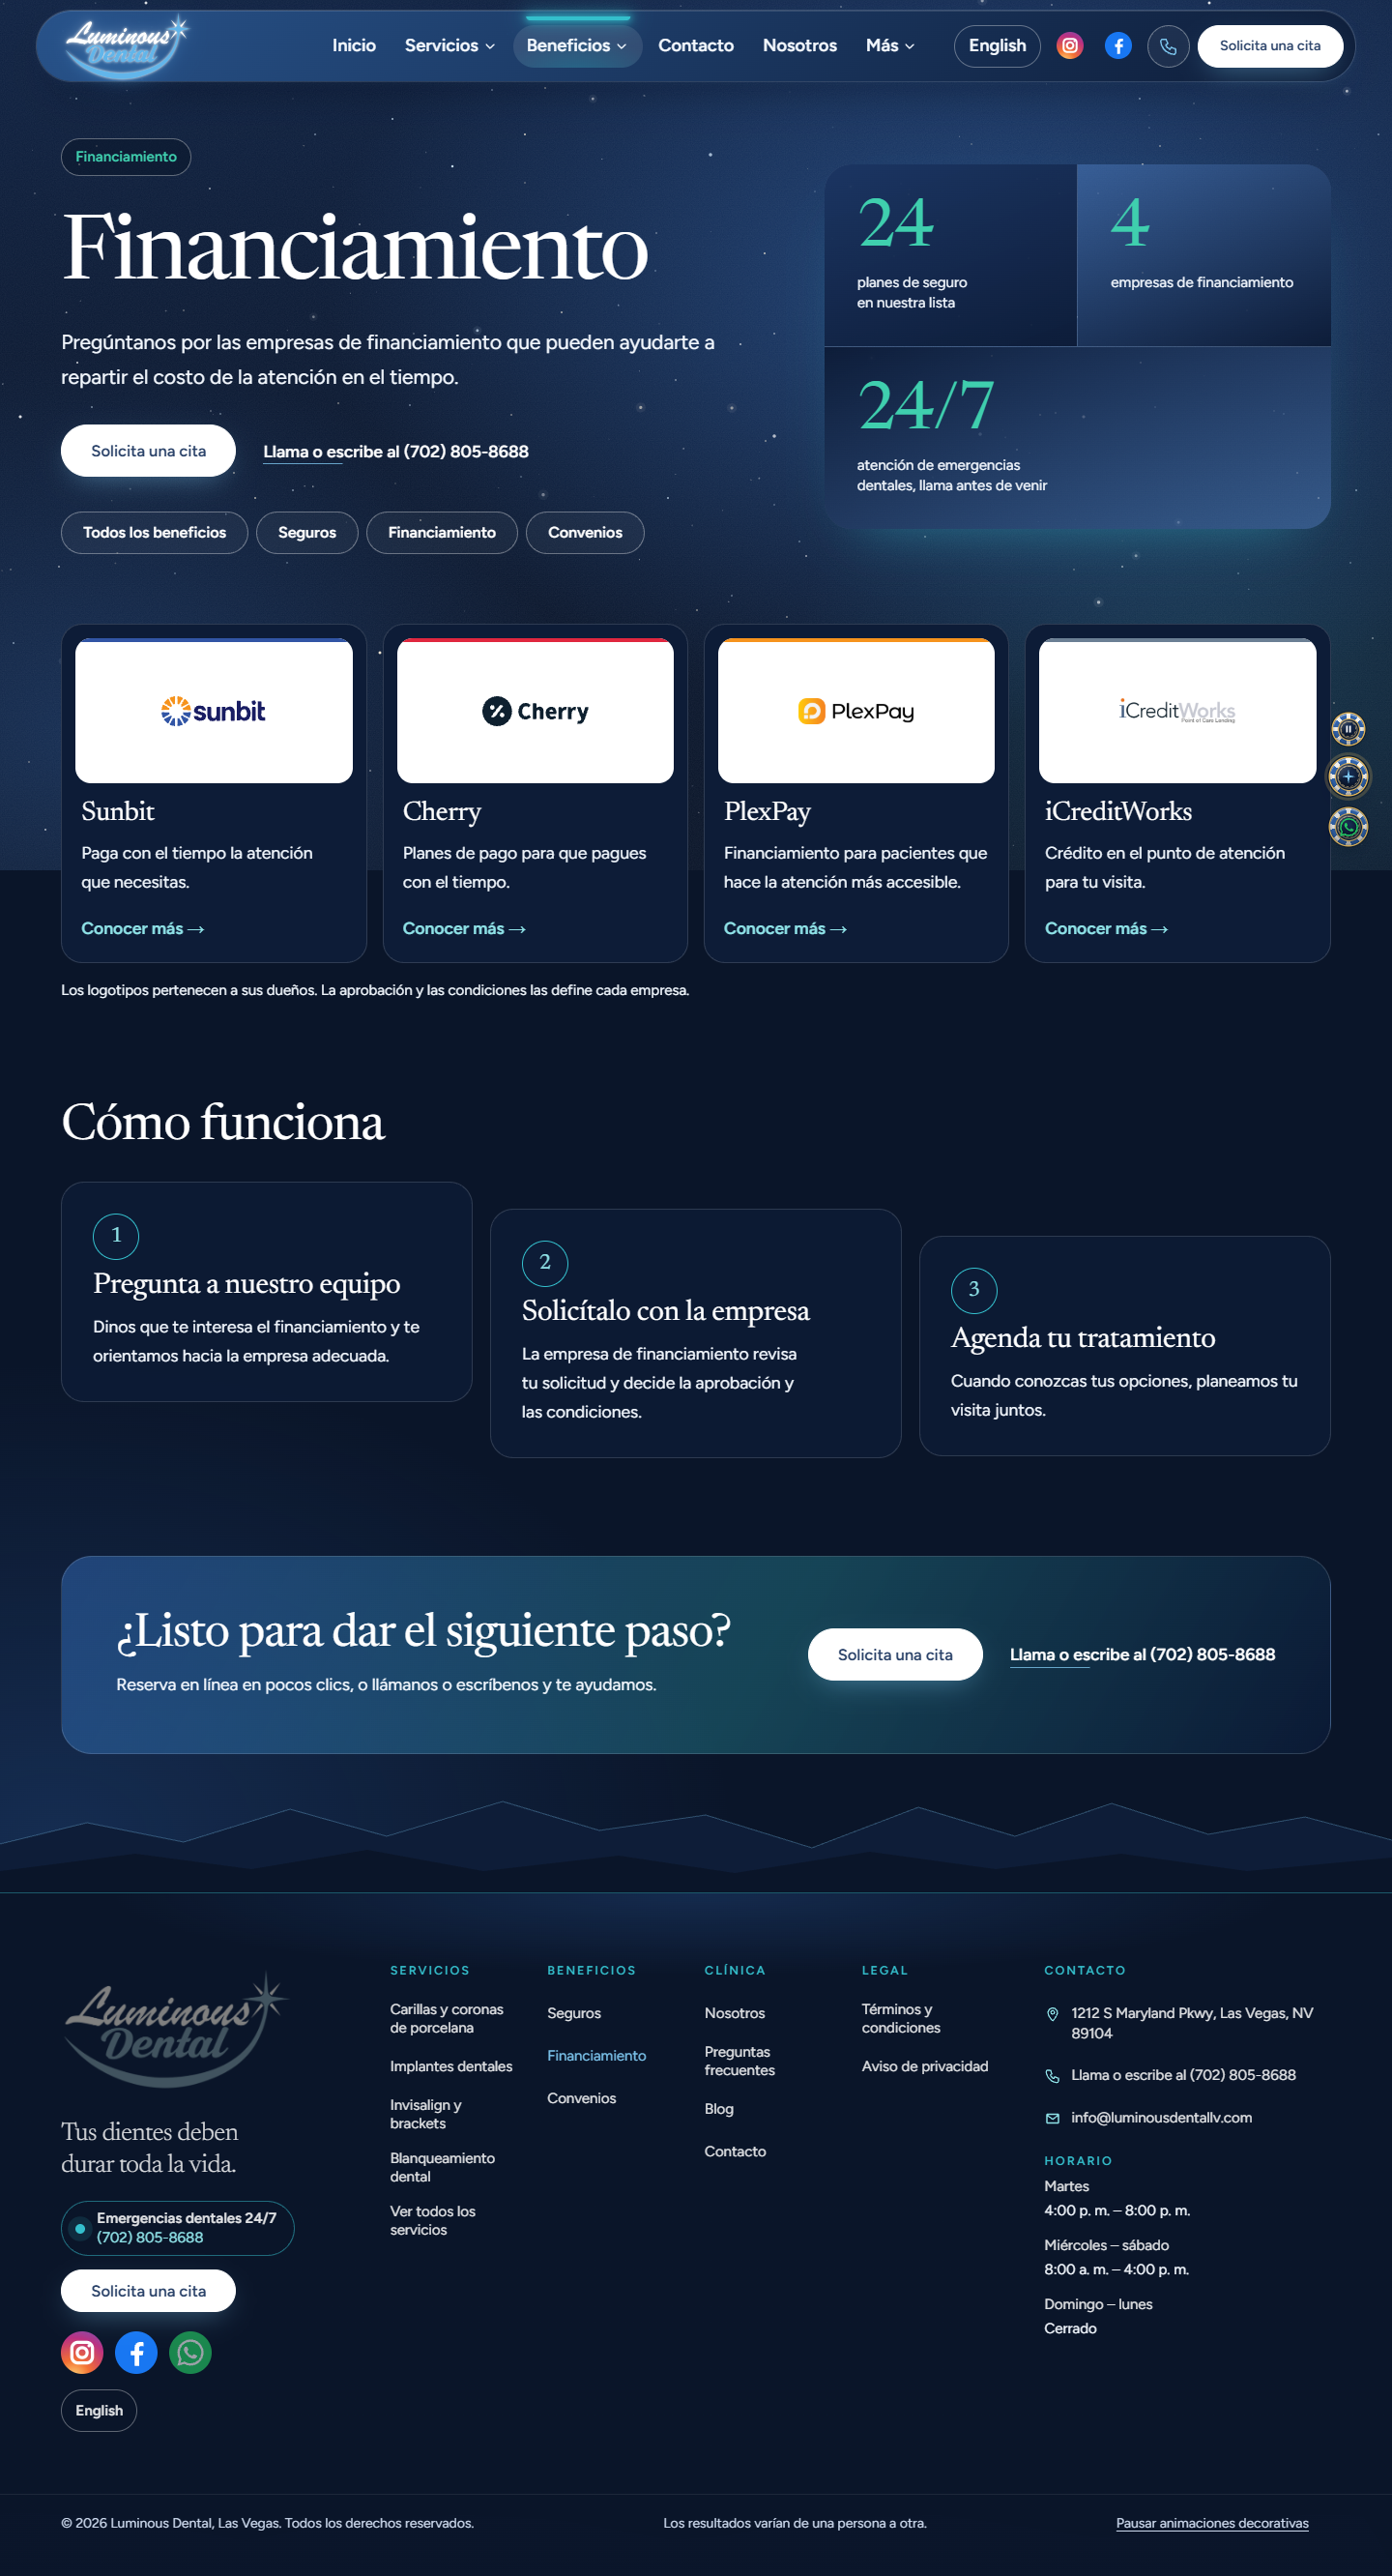 Luminous
Dental
Inicio
Servicios
Beneficios
Contacto
Nosotros
Más
English
Solicita una cita
Financiamiento
Financiamiento
Pregúntanos por las empresas de financiamiento que pueden ayudarte a
repartir el costo de la atención en el tiempo.
Solicita una cita
Llama o escribe al (702) 805-8688
Todos los beneficios
Seguros
Financiamiento
Convenios
24
planes de seguro
en nuestra lista
4
empresas de financiamiento
24/7
atención de emergencias
dentales, llama antes de venir
sunbit
Sunbit
Paga con el tiempo la atención
que necesitas.
Conocer más →
Cherry
Cherry
Planes de pago para que pagues
con el tiempo.
Conocer más →
PlexPay
PlexPay
Financiamiento para pacientes que
hace la atención más accesible.
Conocer más →
iCreditWorks
Point of Care Lending
iCreditWorks
Crédito en el punto de atención
para tu visita.
Conocer más →
Los logotipos pertenecen a sus dueños. La aprobación y las condiciones las define cada empresa.
Cómo funciona
1
Pregunta a nuestro equipo
Dinos que te interesa el financiamiento y te
orientamos hacia la empresa adecuada.
2
Solicítalo con la empresa
La empresa de financiamiento revisa
tu solicitud y decide la aprobación y
las condiciones.
3
Agenda tu tratamiento
Cuando conozcas tus opciones, planeamos tu
visita juntos.
¿Listo para dar el siguiente paso?
Reserva en línea en pocos clics, o llámanos o escríbenos y te ayudamos.
Solicita una cita
Llama o escribe al (702) 805-8688
Luminous
Dental
Tus dientes deben
durar toda la vida.
Emergencias dentales 24/7
(702) 805-8688
Solicita una cita
English
SERVICIOS
Carillas y coronas
de porcelana
Implantes dentales
Invisalign y
brackets
Blanqueamiento
dental
Ver todos los
servicios
BENEFICIOS
Seguros
Financiamiento
Convenios
CLÍNICA
Nosotros
Preguntas
frecuentes
Blog
Contacto
LEGAL
Términos y
condiciones
Aviso de privacidad
CONTACTO
1212 S Maryland Pkwy, Las Vegas, NV
89104
Llama o escribe al (702) 805-8688
info@luminousdentallv.com
HORARIO
Martes
4:00 p. m. – 8:00 p. m.
Miércoles – sábado
8:00 a. m. – 4:00 p. m.
Domingo – lunes
Cerrado
© 2026 Luminous Dental, Las Vegas. Todos los derechos reservados.
Los resultados varían de una persona a otra.
Pausar animaciones decorativas